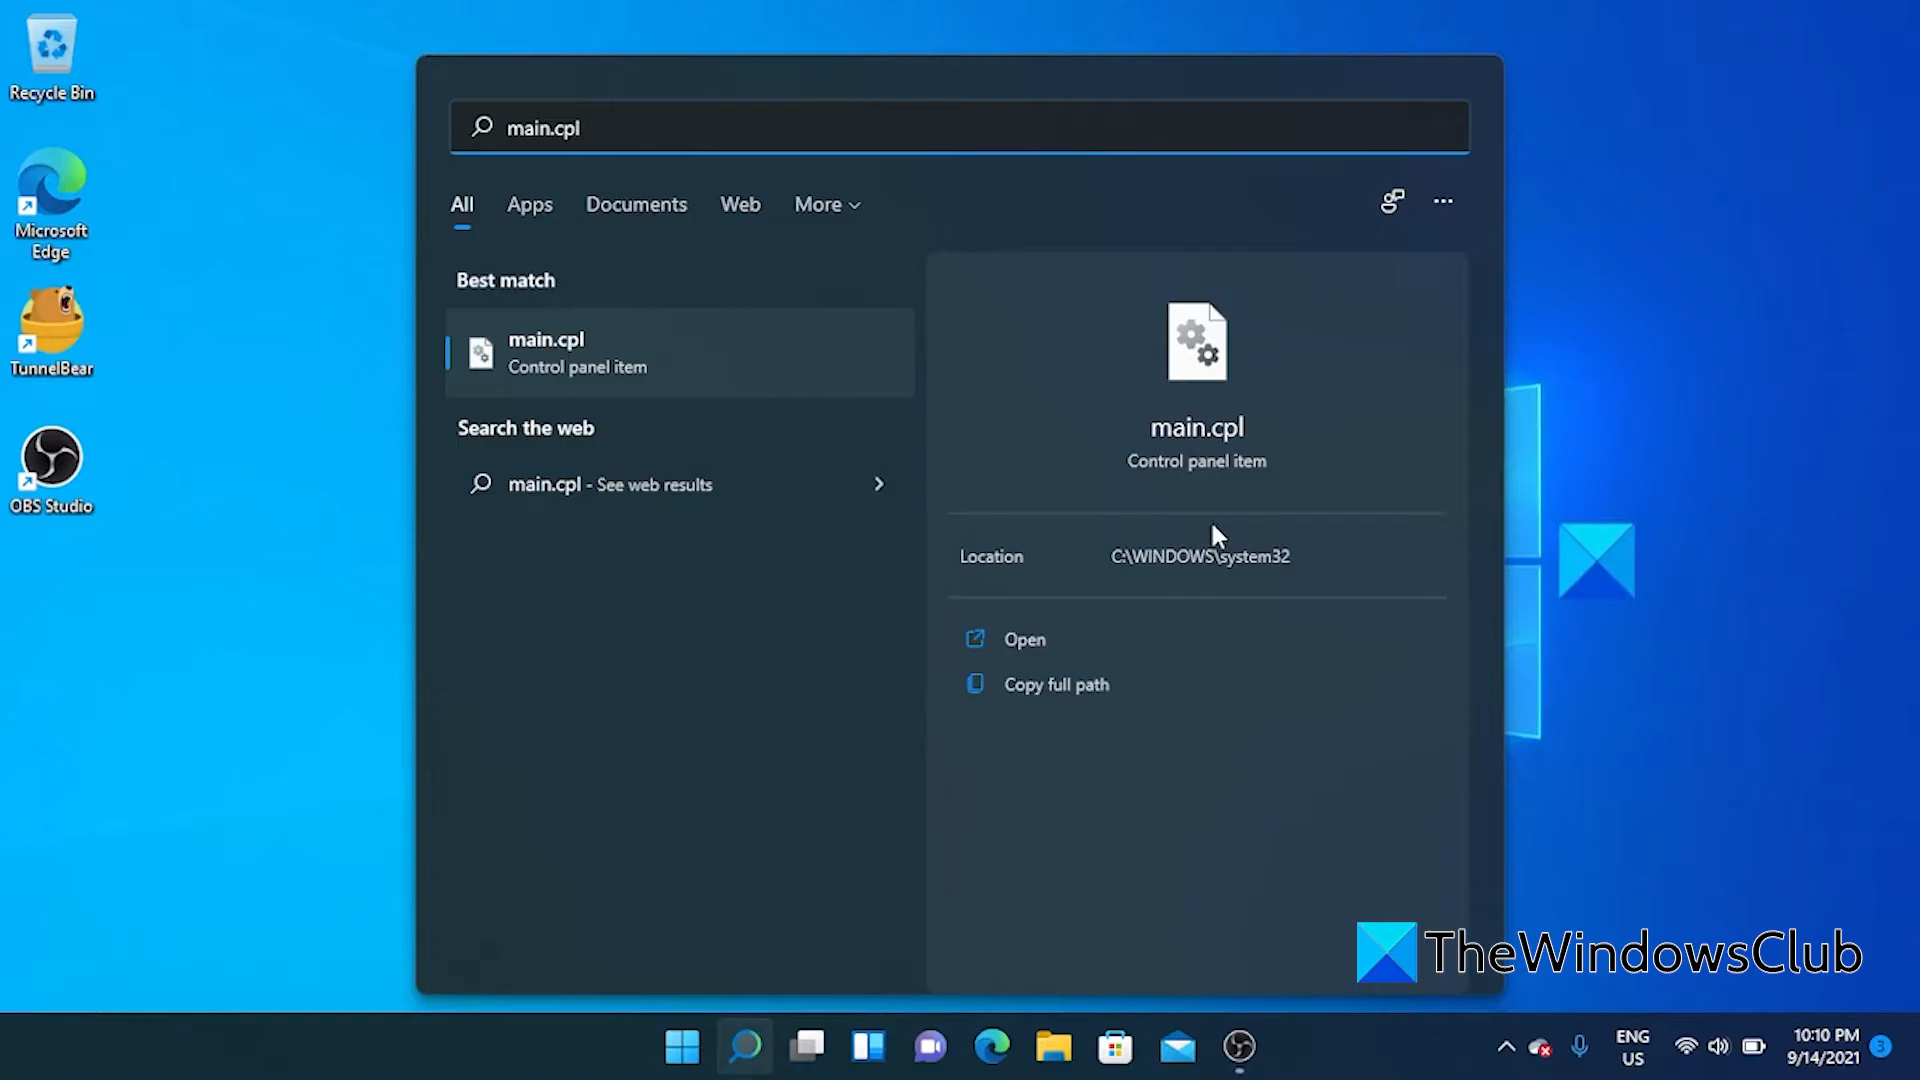 Recycle Bin
Microsoft
Edge
TunnelBear
OBS Studio
main.cpl
All Apps Documents Web More
Best match
main.cpl
Control panel item
Search the web
main.cpl - See web results
main.cpl
Control panel item
Location C:\WINDOWS\system32
Open
Copy full path
TheWindowsClub
ENG
US
10:10 PM
9/14/2021
3